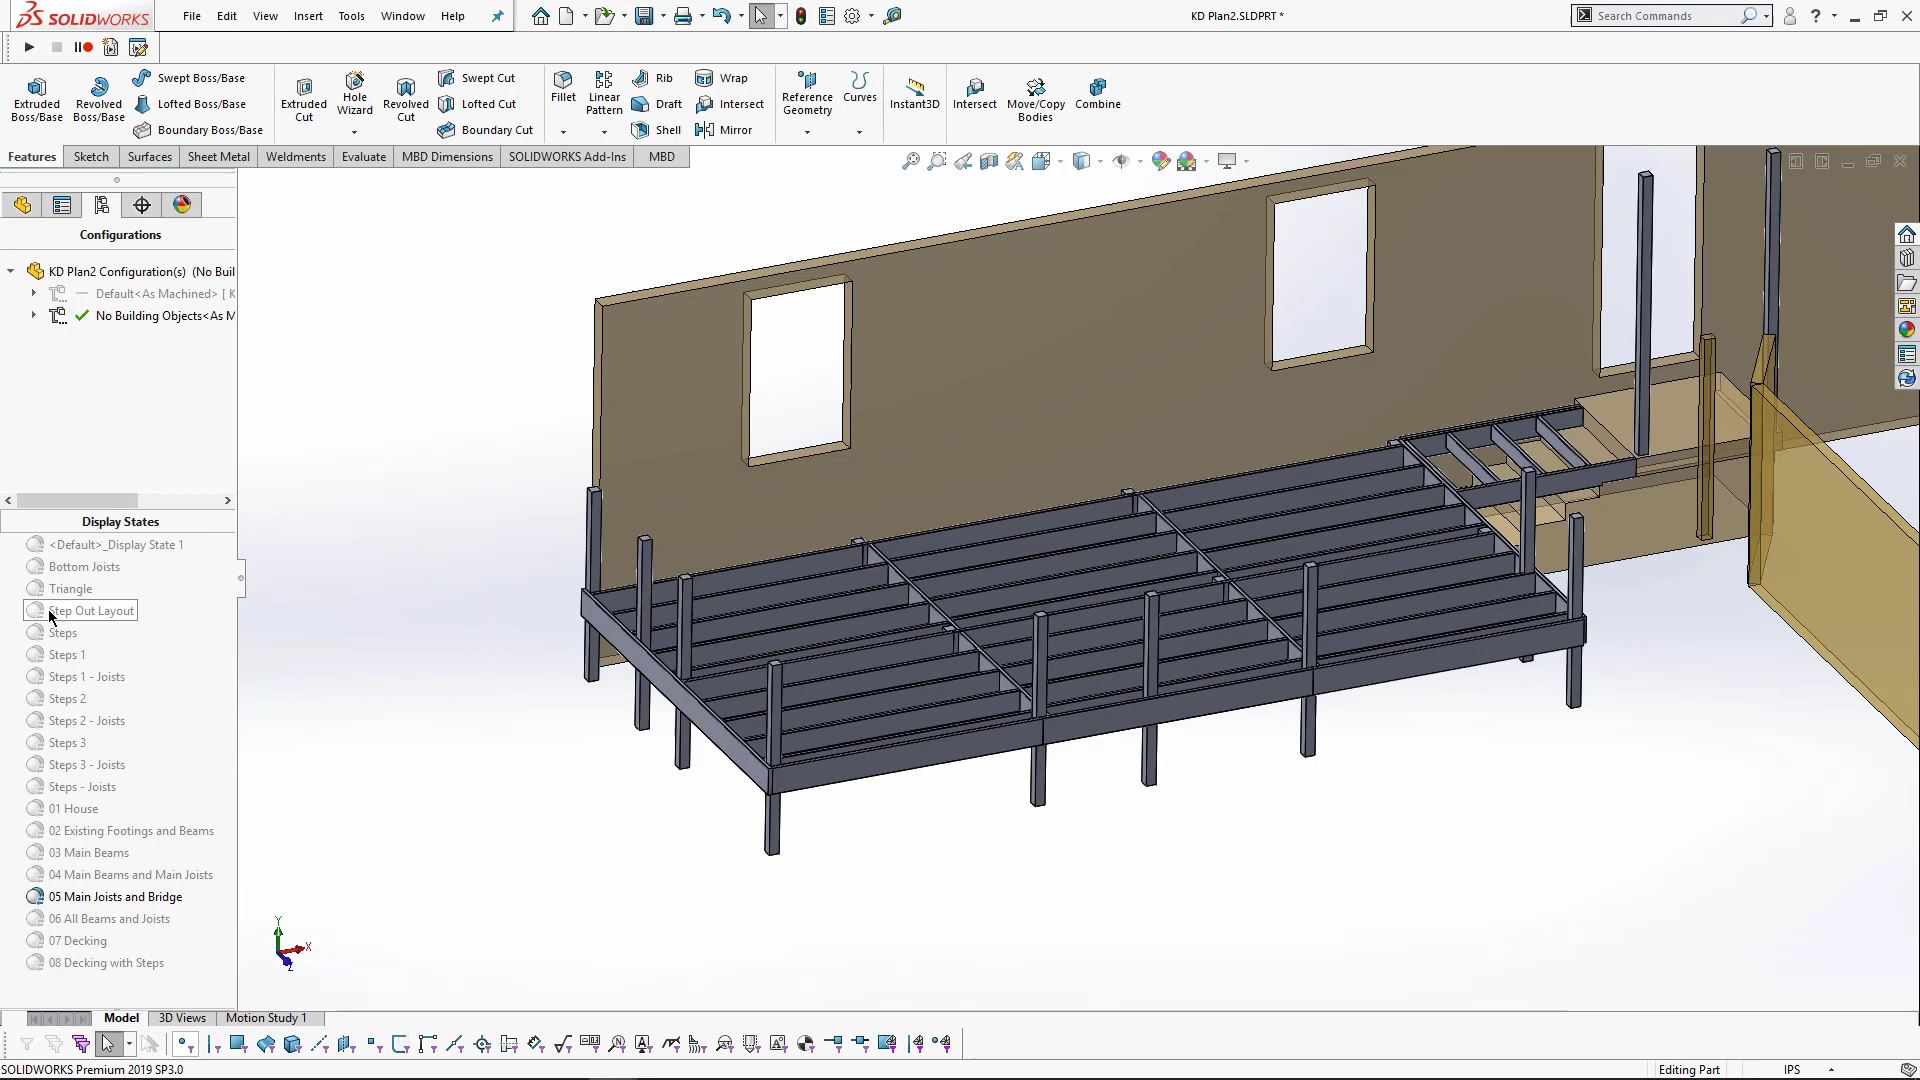 SOLIDWORKS File Edit View Insert Tools Window Help KD Plan2.SLDPRT * Search Commands ?
Extruded Boss/Base
Revolved Boss/Base
Swept Boss/Base
Lofted Boss/Base
Boundary Boss/Base
Extruded Cut
Hole Wizard
Revolved Cut
Swept Cut
Lofted Cut
Boundary Cut
Fillet
Linear Pattern
Rib
Draft
Shell
Wrap
Intersect
Mirror
Reference Geometry
Curves
Instant3D
Intersect
Move/Copy Bodies
Combine
Features Sketch Surfaces Sheet Metal Weldments Evaluate MBD Dimensions SOLIDWORKS Add-Ins MBD
Configurations
KD Plan2 Configuration(s) (No Buil
Default<As Machined> [ K
No Building Objects<As M
Display States
<Default>_Display State 1
Bottom Joists
Triangle
Step Out Layout
Steps
Steps 1
Steps 1 - Joists
Steps 2
Steps 2 - Joists
Steps 3
Steps 3 - Joists
Steps - Joists
01 House
02 Existing Footings and Beams
03 Main Beams
04 Main Beams and Main Joists
05 Main Joists and Bridge
06 All Beams and Joists
07 Decking
08 Decking with Steps
Y
X
Z
Model 3D Views Motion Study 1
SOLIDWORKS Premium 2019 SP3.0 Editing Part IPS